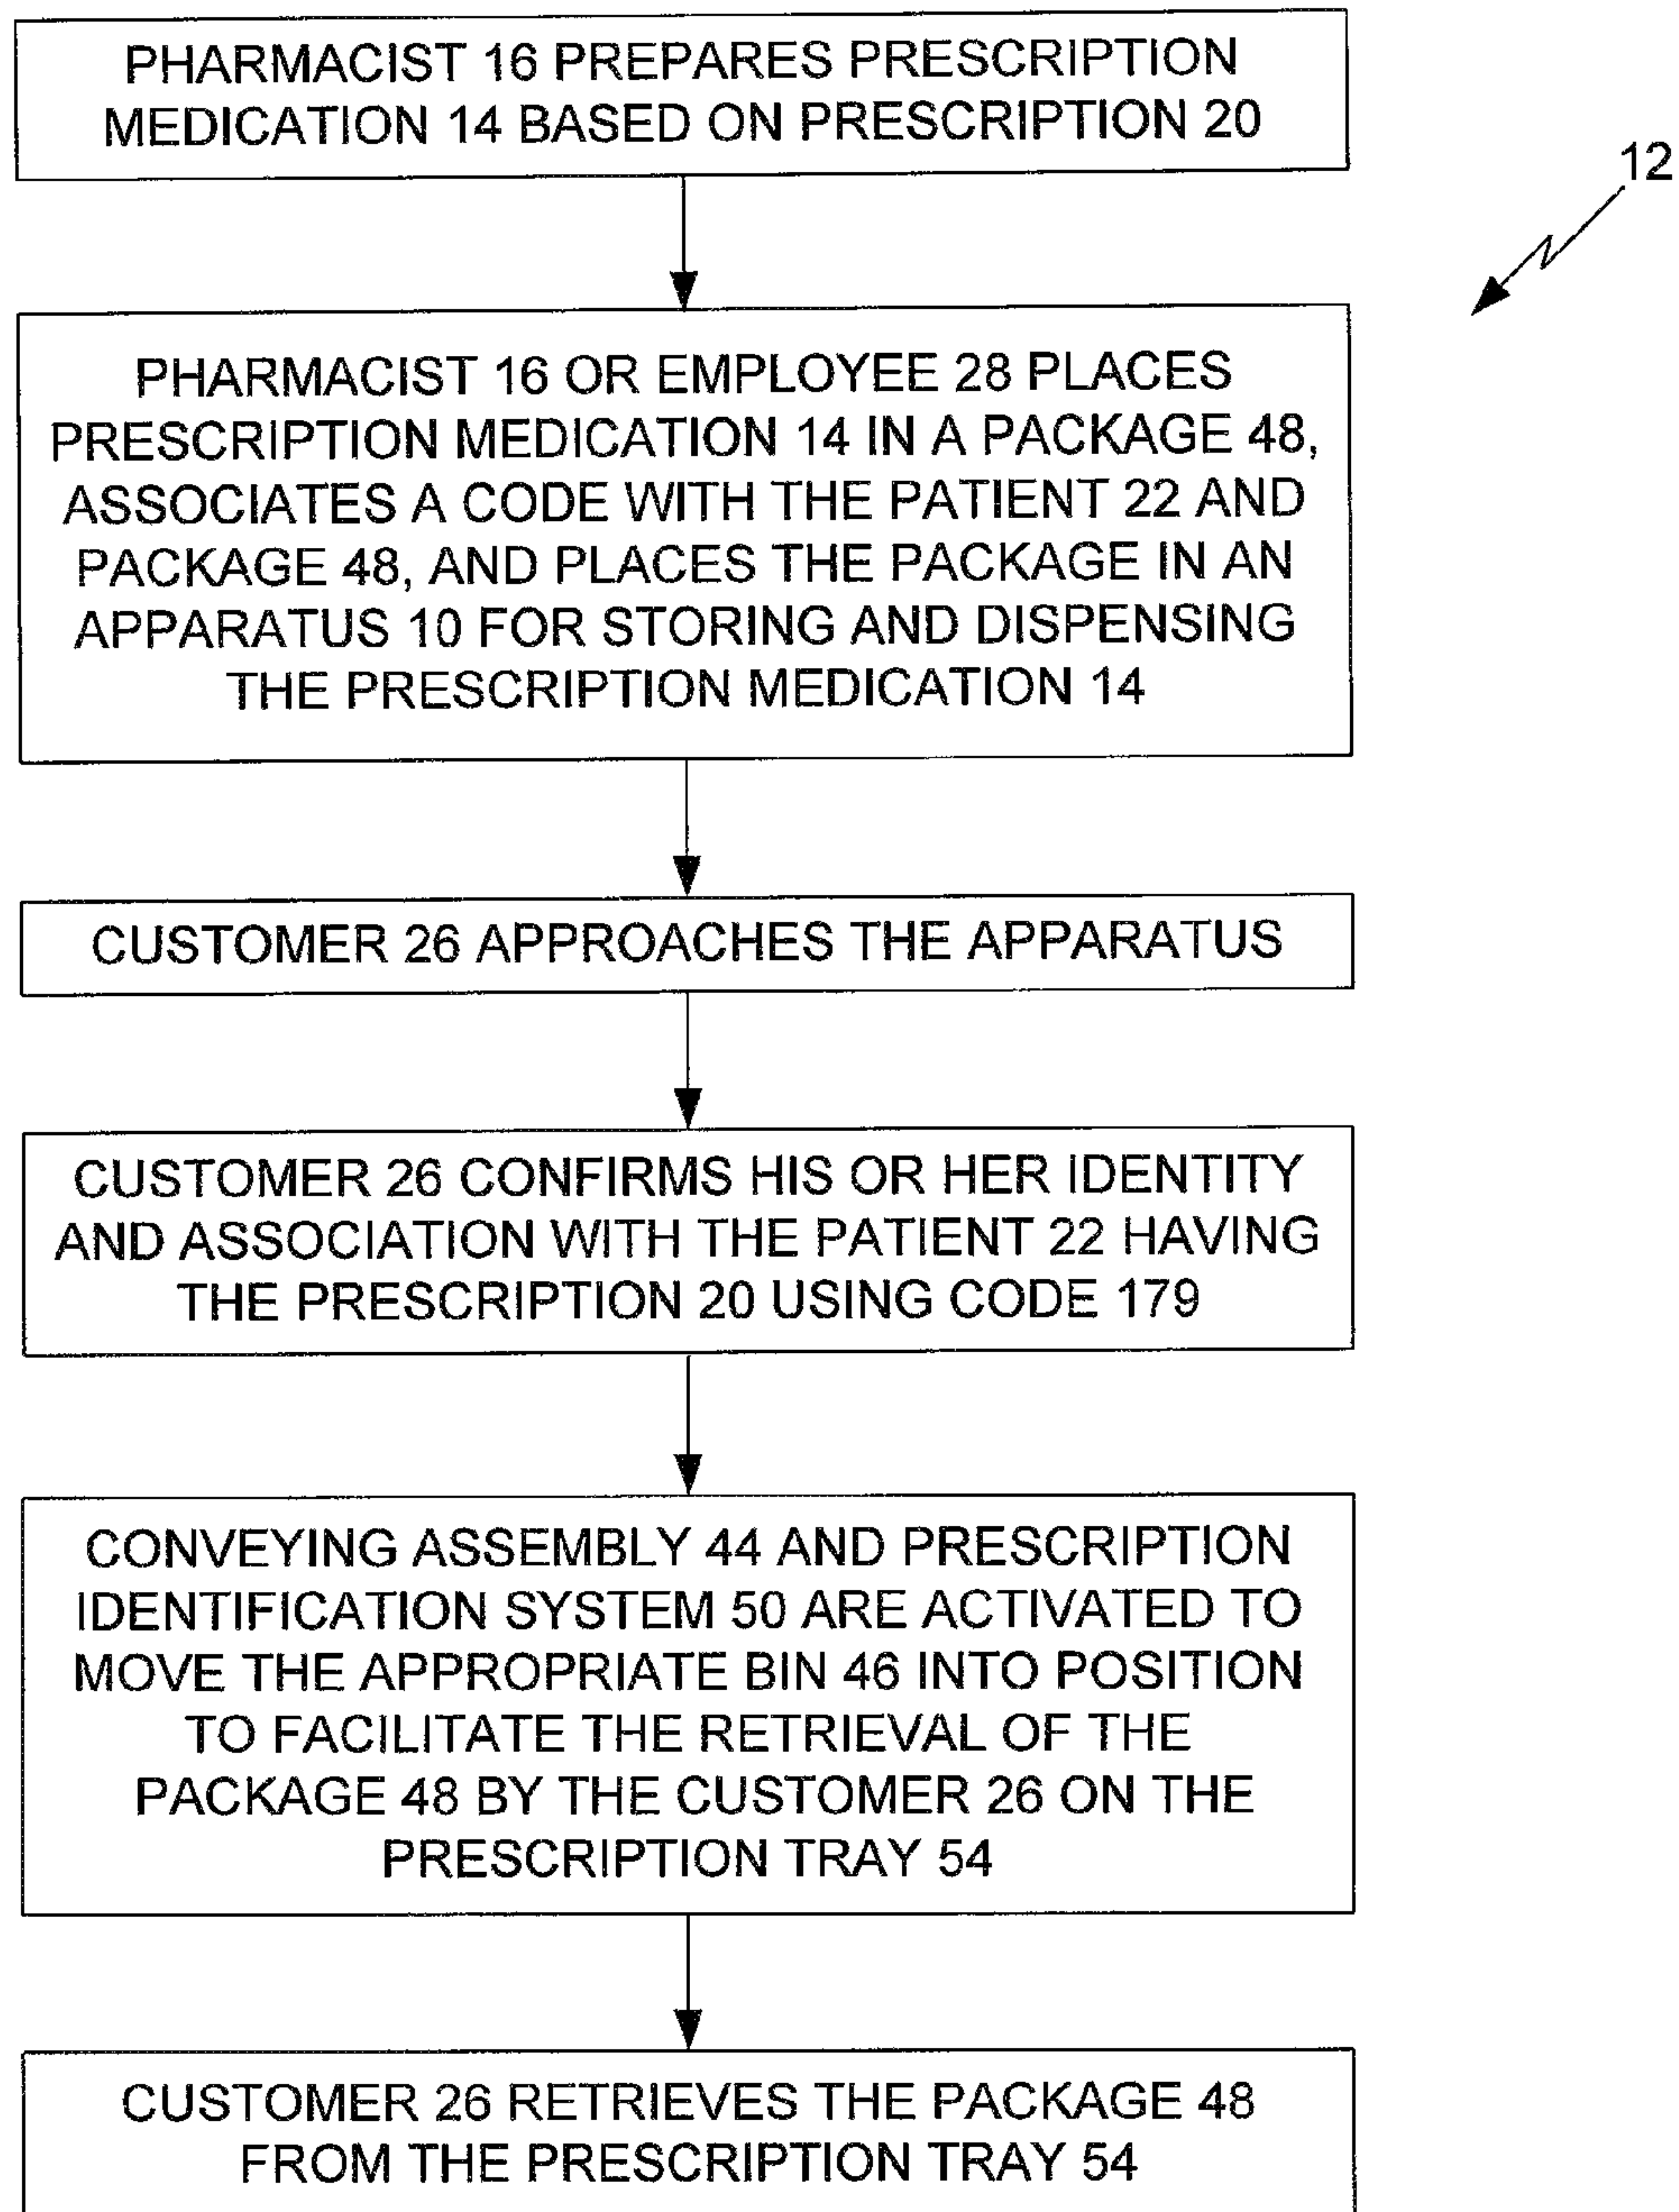 PHARMACIST 16 PREPARES PRESCRIPTION
MEDICATION 14 BASED ON PRESCRIPTION 20
12
PHARMACIST 16 OR EMPLOYEE 28 PLACES
PRESCRIPTION MEDICATION 14 IN A PACKAGE 48,
ASSOCIATES A CODE WITH THE PATIENT 22 AND
PACKAGE 48, AND PLACES THE PACKAGE IN AN
APPARATUS 10 FOR STORING AND DISPENSING
THE PRESCRIPTION MEDICATION 14
CUSTOMER 26 APPROACHES THE APPARATUS
CUSTOMER 26 CONFIRMS HIS OR HER IDENTITY
AND ASSOCIATION WITH THE PATIENT 22 HAVING
THE PRESCRIPTION 20 USING CODE 179
CONVEYING ASSEMBLY 44 AND PRESCRIPTION
IDENTIFICATION SYSTEM 50 ARE ACTIVATED TO
MOVE THE APPROPRIATE BIN 46 INTO POSITION
TO FACILITATE THE RETRIEVAL OF THE
PACKAGE 48 BY THE CUSTOMER 26 ON THE
PRESCRIPTION TRAY 54
CUSTOMER 26 RETRIEVES THE PACKAGE 48
FROM THE PRESCRIPTION TRAY 54